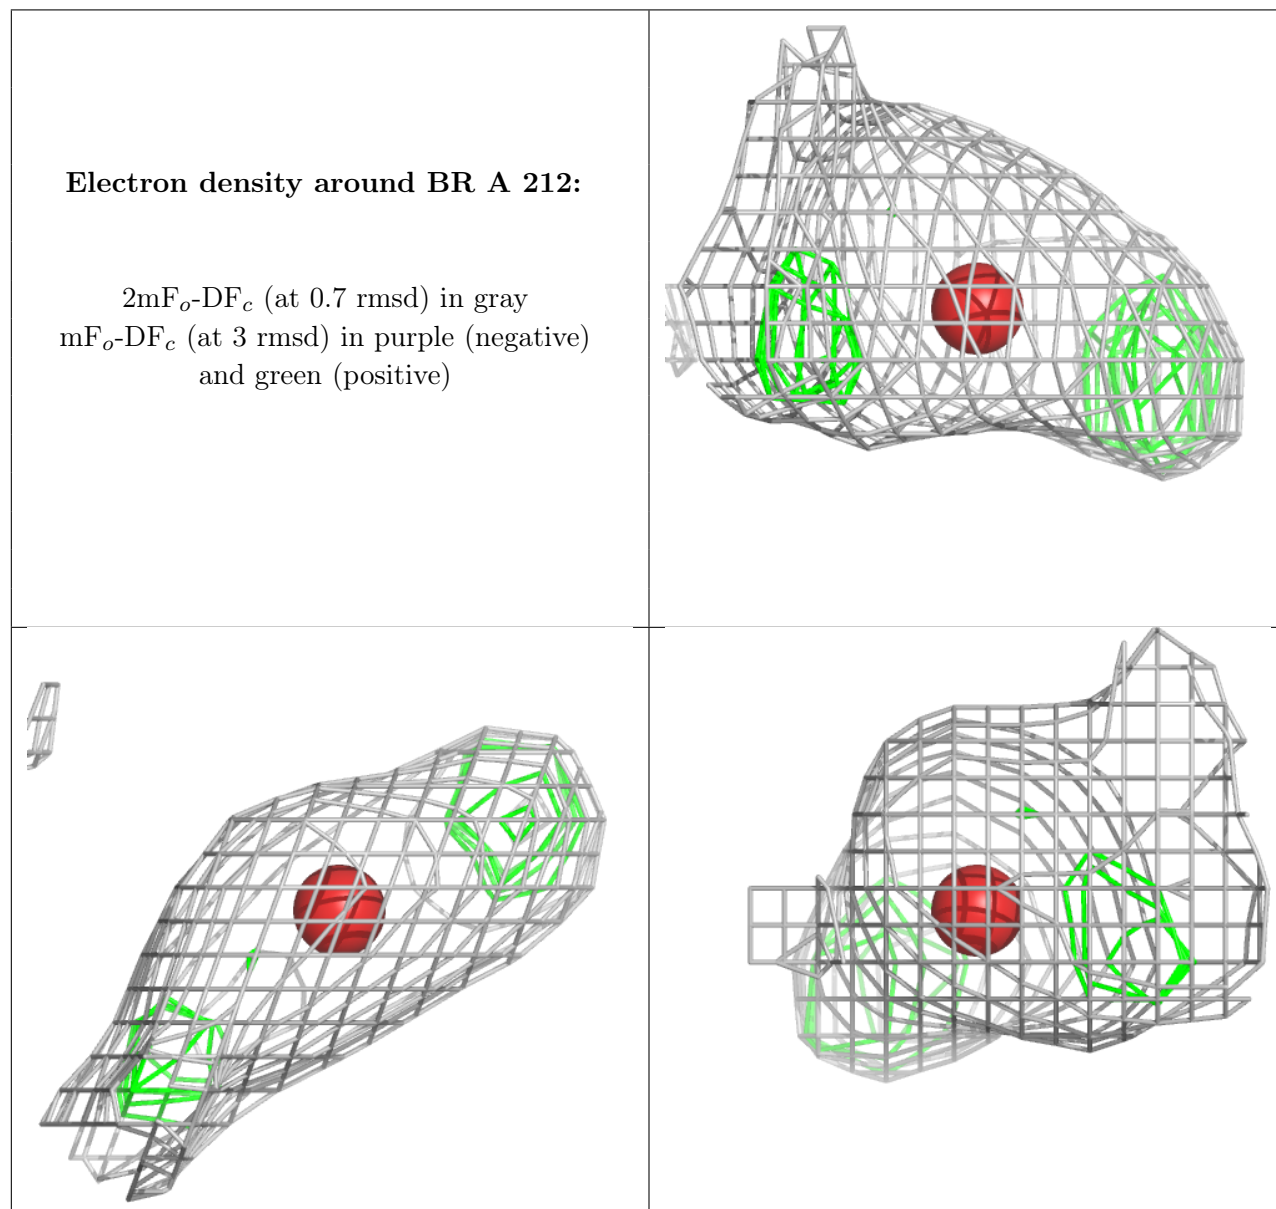 Electron density around BR A 212:
2mFo-DFc (at 0.7 rmsd) in gray
mFo-DFc (at 3 rmsd) in purple (negative)
and green (positive)